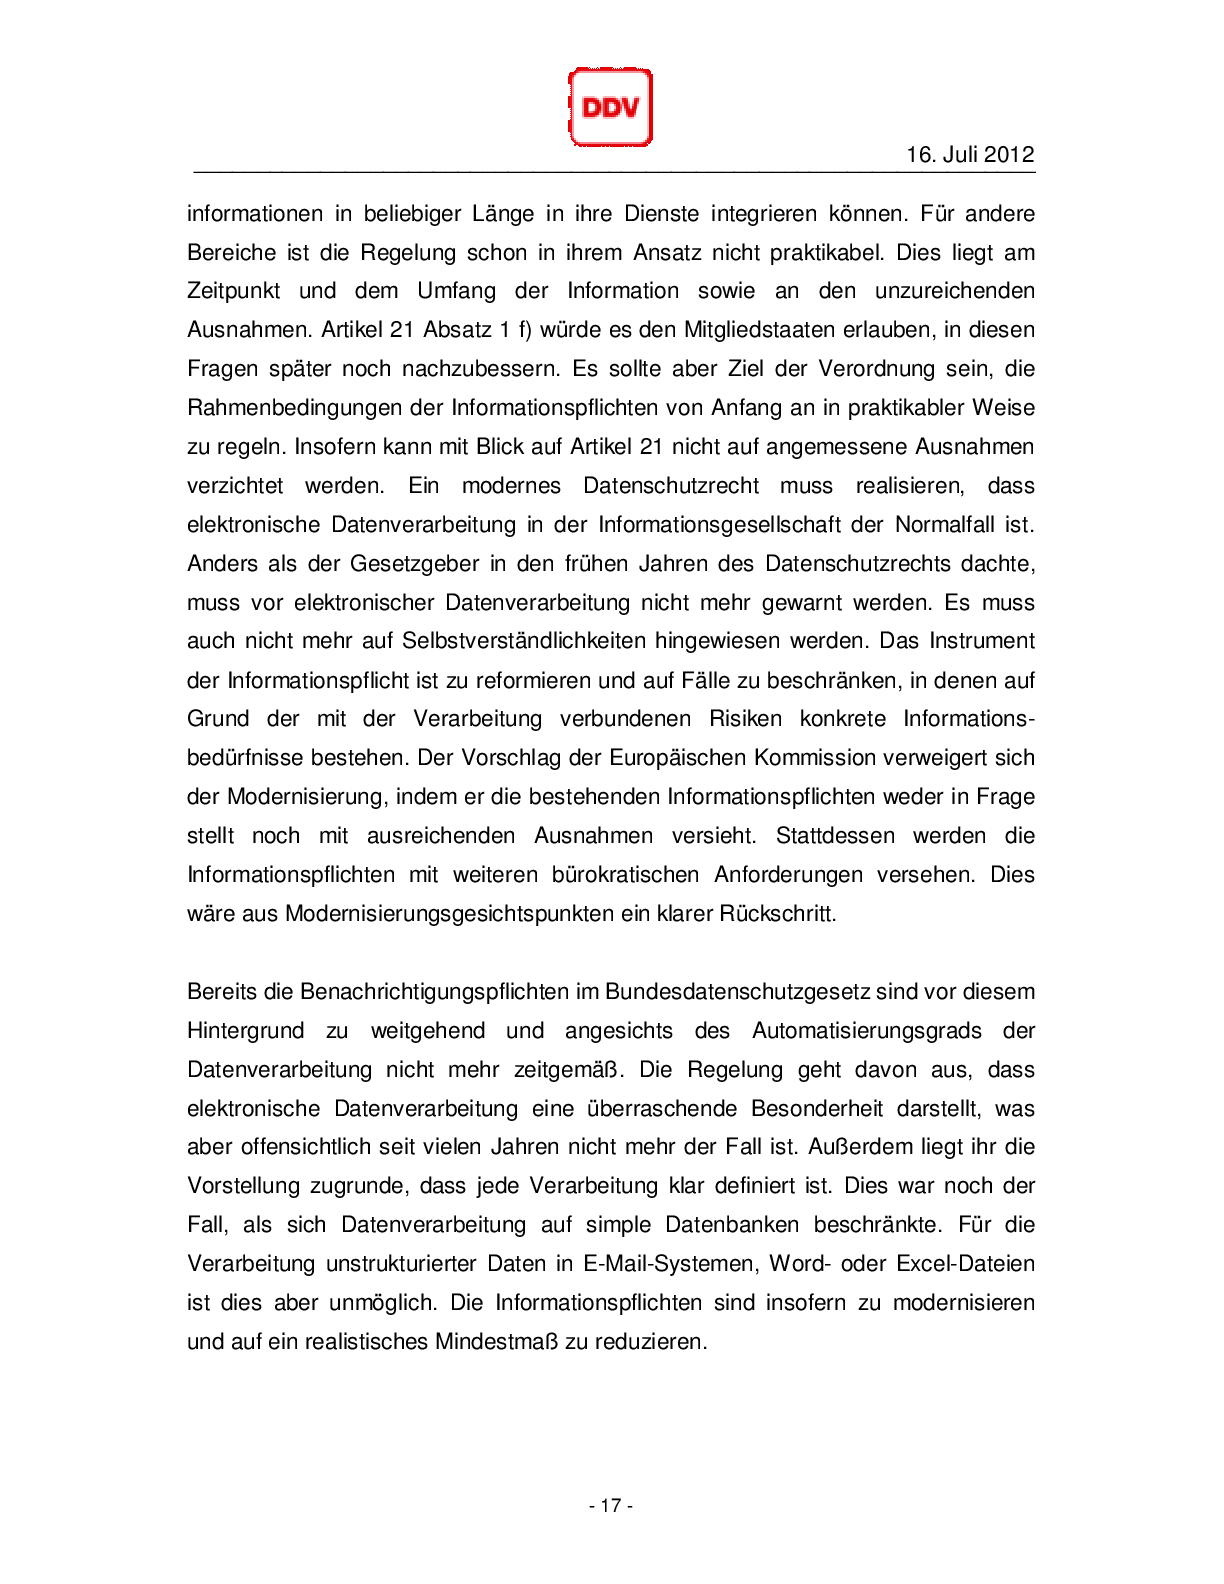 DDV
16. Juli 2012
informationen in beliebiger Länge in ihre Dienste integrieren können. Für andere
Bereiche ist die Regelung schon in ihrem Ansatz nicht praktikabel. Dies liegt am
Zeitpunkt und dem Umfang der Information sowie an den unzureichenden
Ausnahmen. Artikel 21 Absatz 1 f) würde es den Mitgliedstaaten erlauben, in diesen
Fragen später noch nachzubessern. Es sollte aber Ziel der Verordnung sein, die
Rahmenbedingungen der Informationspflichten von Anfang an in praktikabler Weise
zu regeln. Insofern kann mit Blick auf Artikel 21 nicht auf angemessene Ausnahmen
verzichtet werden. Ein modernes Datenschutzrecht muss realisieren, dass
elektronische Datenverarbeitung in der Informationsgesellschaft der Normalfall ist.
Anders als der Gesetzgeber in den frühen Jahren des Datenschutzrechts dachte,
muss vor elektronischer Datenverarbeitung nicht mehr gewarnt werden. Es muss
auch nicht mehr auf Selbstverständlichkeiten hingewiesen werden. Das Instrument
der Informationspflicht ist zu reformieren und auf Fälle zu beschränken, in denen auf
Grund der mit der Verarbeitung verbundenen Risiken konkrete Informations-
bedürfnisse bestehen. Der Vorschlag der Europäischen Kommission verweigert sich
der Modernisierung, indem er die bestehenden Informationspflichten weder in Frage
stellt noch mit ausreichenden Ausnahmen versieht. Stattdessen werden die
Informationspflichten mit weiteren bürokratischen Anforderungen versehen. Dies
wäre aus Modernisierungsgesichtspunkten ein klarer Rückschritt.
Bereits die Benachrichtigungspflichten im Bundesdatenschutzgesetz sind vor diesem
Hintergrund zu weitgehend und angesichts des Automatisierungsgrads der
Datenverarbeitung nicht mehr zeitgemäß. Die Regelung geht davon aus, dass
elektronische Datenverarbeitung eine überraschende Besonderheit darstellt, was
aber offensichtlich seit vielen Jahren nicht mehr der Fall ist. Außerdem liegt ihr die
Vorstellung zugrunde, dass jede Verarbeitung klar definiert ist. Dies war noch der
Fall, als sich Datenverarbeitung auf simple Datenbanken beschränkte. Für die
Verarbeitung unstrukturierter Daten in E-Mail-Systemen, Word- oder Excel-Dateien
ist dies aber unmöglich. Die Informationspflichten sind insofern zu modernisieren
und auf ein realistisches Mindestmaß zu reduzieren.
- 17 -